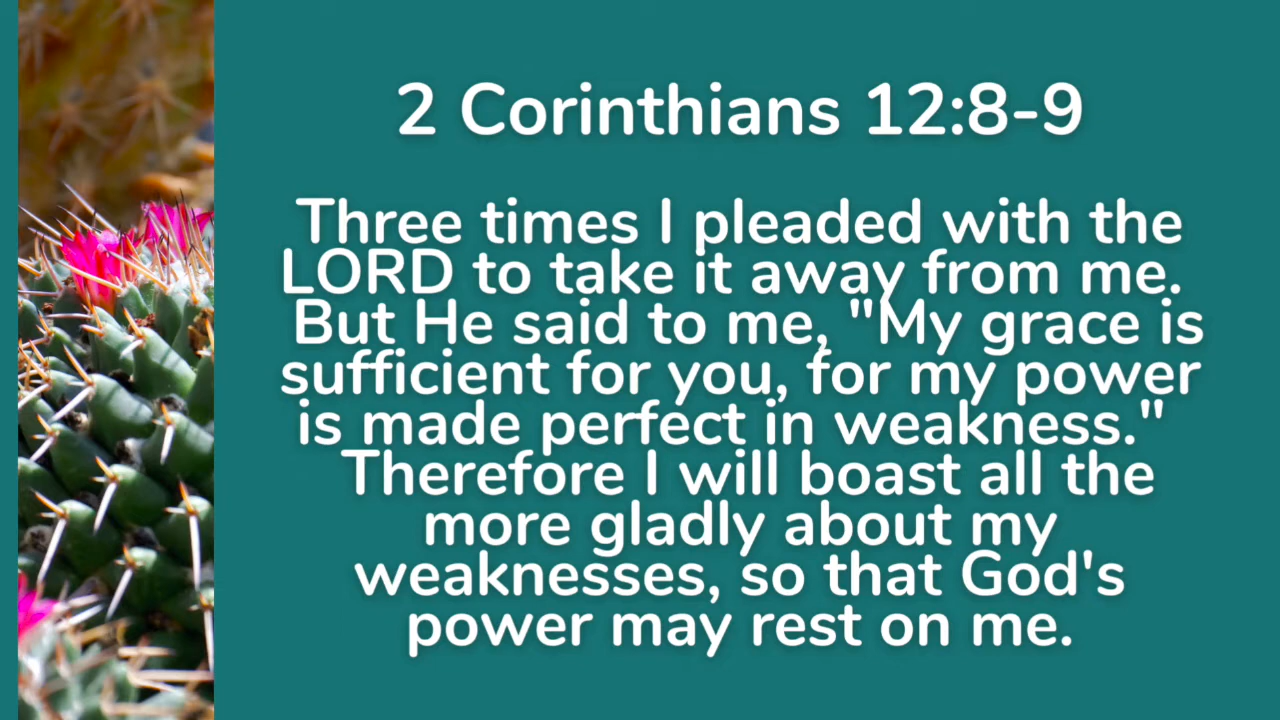 2 Corinthians 12:8-9
Three times I pleaded with the
LORD to take it away from me.
But He said to me, "My grace is
sufficient for you, for my power
is made perfect in weakness."
Therefore I will boast all the
more gladly about my
weaknesses, so that God's
power may rest on me.